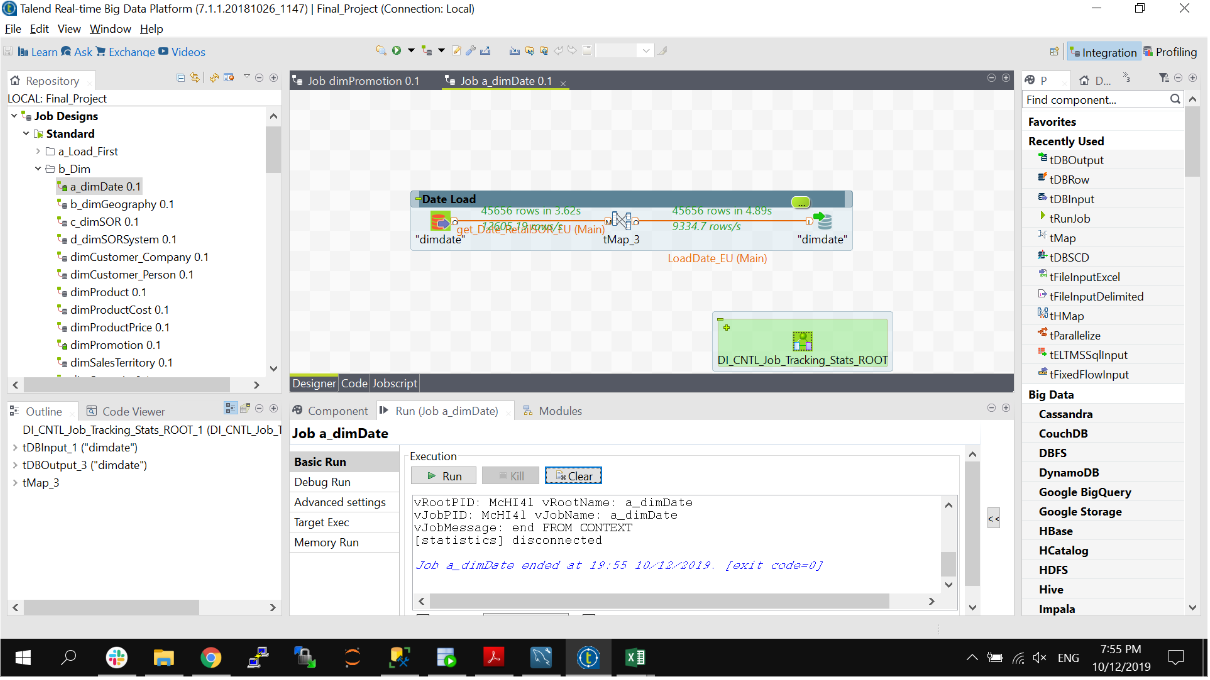 Talend Real-time Big Data Platform (7.1.1.20181026_1147) | Final_Project (Connection: Local)
File Edit View Window Help
Learn Ask Exchange Videos
Integration Profiling
Repository
LOCAL: Final_Project
Job Designs
Standard
a_Load_First
b_Dim
a_dimDate 0.1
b_dimGeography 0.1
c_dimSOR 0.1
d_dimSORSystem 0.1
dimCustomer_Company 0.1
dimCustomer_Person 0.1
dimProduct 0.1
dimProductCost 0.1
dimProductPrice 0.1
dimPromotion 0.1
dimSalesTerritory 0.1
Outline Code Viewer
DI_CNTL_Job_Tracking_Stats_ROOT_1 (DI_CNTL_Job_T
tDBInput_1 ("dimdate")
tDBOutput_3 ("dimdate")
tMap_3
Job dimPromotion 0.1 Job a_dimDate 0.1
Date Load
45656 rows in 3.62s 45656 rows in 4.89s
12605.19 rows/s 9334.7 rows/s
get_Date_RetailSOR_EU (Main)
"dimdate" tMap_3 "dimdate"
LoadDate_EU (Main)
DI_CNTL_Job_Tracking_Stats_ROOT
Designer Code Jobscript
Component Run (Job a_dimDate) Modules
Job a_dimDate
Basic Run
Debug Run
Advanced settings
Target Exec
Memory Run
Execution
Run Kill Clear
vRootPID: McHI4l vRootName: a_dimDate
vJobPID: McHI4l vJobName: a_dimDate
vJobMessage: end FROM CONTEXT
[statistics] disconnected
Job a_dimDate ended at 19:55 10/12/2019. [exit code=0]
<<
P D...
Find component...
Favorites
Recently Used
tDBOutput
tDBRow
tDBInput
tRunJob
tMap
tDBSCD
tFileInputExcel
tFileInputDelimited
tHMap
tParallelize
tELTMSSqlInput
tFixedFlowInput
Big Data
Cassandra
CouchDB
DBFS
DynamoDB
Google BigQuery
Google Storage
HBase
HCatalog
HDFS
Hive
Impala
ENG
7:55 PM
10/12/2019